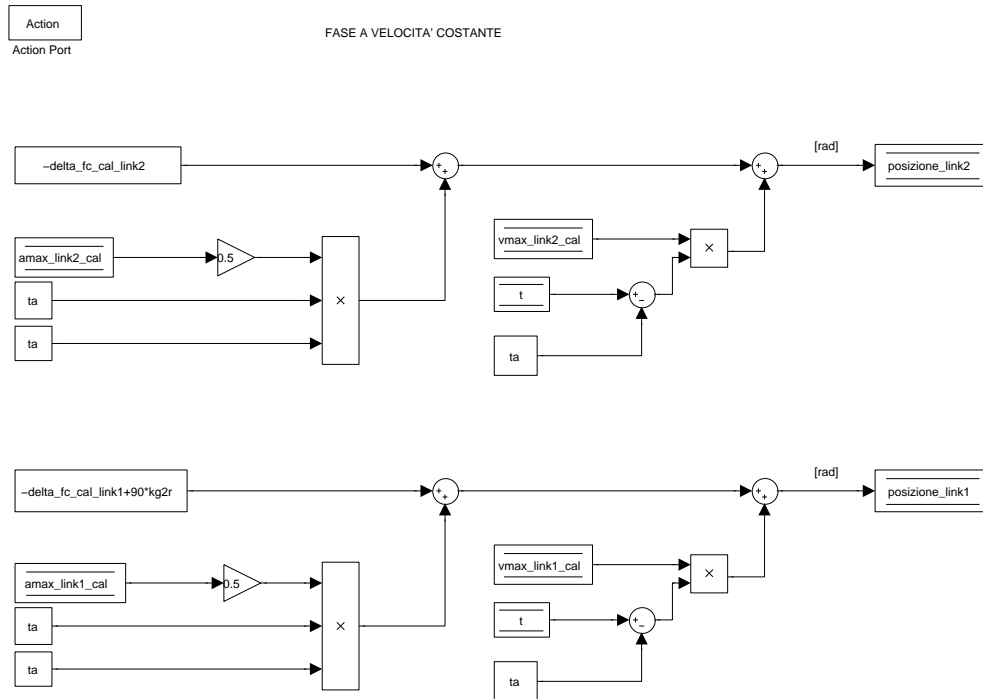 Action
Action Port
FASE A VELOCITA' COSTANTE
−delta_fc_cal_link2
+
+
+
+
[rad]
posizione_link2
amax_link2_cal
0.5
ta
ta
×
vmax_link2_cal
×
t
+
−
ta
−delta_fc_cal_link1+90*kg2r
+
+
+
+
[rad]
posizione_link1
amax_link1_cal
0.5
ta
ta
×
vmax_link1_cal
×
t
+
−
ta